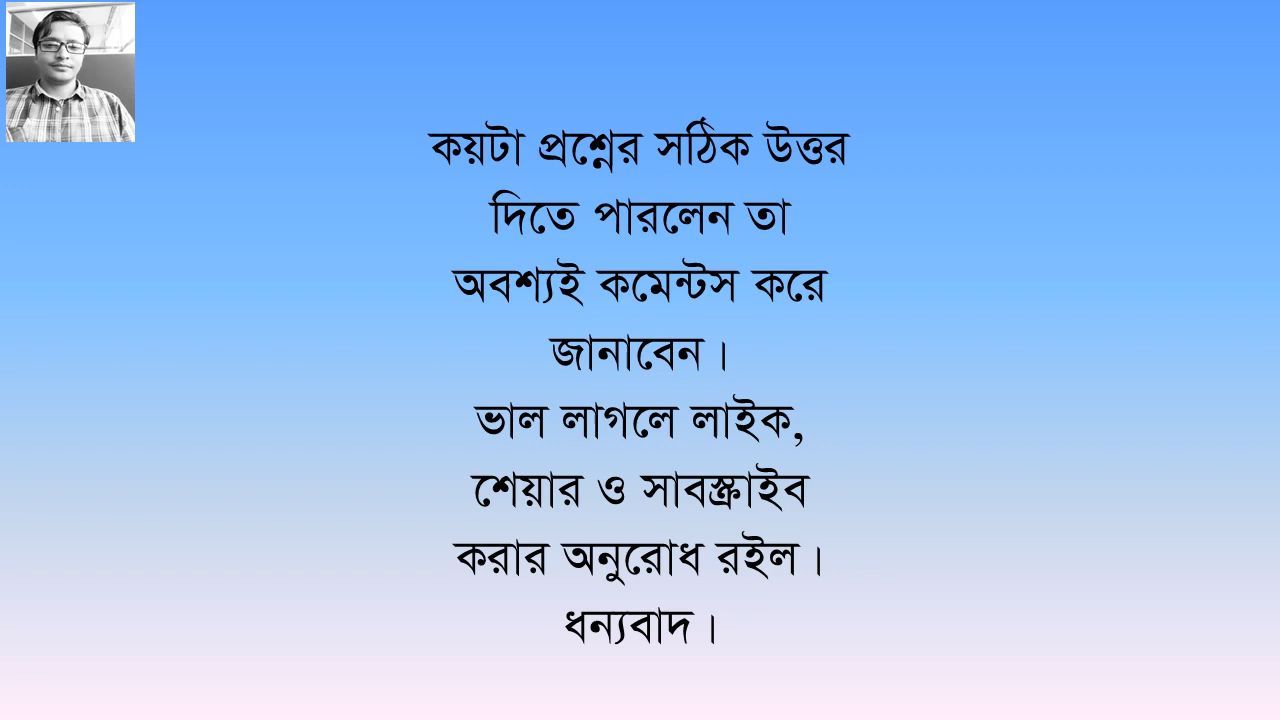 কয়টা প্রশ্নের সঠিক উত্তর
দিতে পারলেন তা
অবশ্যই কমেন্টস করে
জানাবেন।
ভাল লাগলে লাইক,
শেয়ার ও সাবস্ক্রাইব
করার অনুরোধ রইল।
ধন্যবাদ।